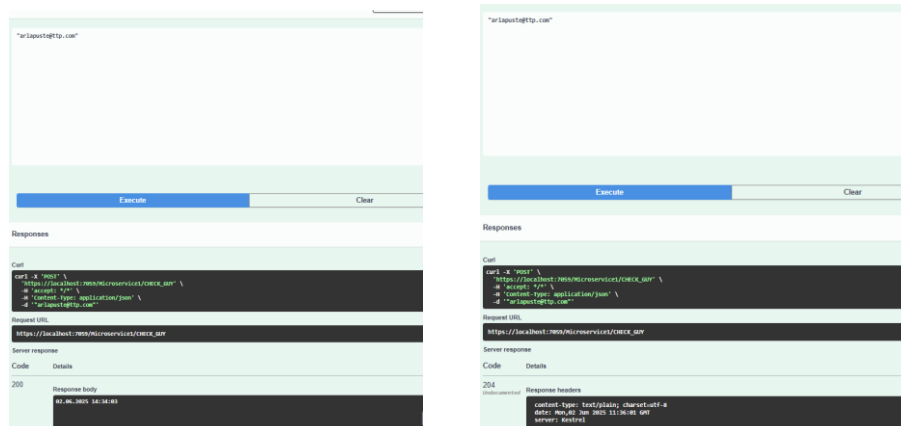 "arlapuste@ttp.com"
Execute
Clear
Responses
Curl
curl -X 'POST' \
'https://localhost:7059/Microservice1/CHECK_GUY' \
-H 'accept: */*' \
-H 'Content-Type: application/json' \
-d '"arlapuste@ttp.com"'
Request URL
https://localhost:7059/Microservice1/CHECK_GUY
Server response
Code
Details
200
Response body
02.06.2025 14:34:03
"arlapuste@ttp.com"
Execute
Clear
Responses
Curl
curl -X 'POST' \
'https://localhost:7059/Microservice1/CHECK_GUY' \
-H 'accept: */*' \
-H 'Content-Type: application/json' \
-d '"arlapuste@ttp.com"'
Request URL
https://localhost:7059/Microservice1/CHECK_GUY
Server response
Code
Details
204
Undocumented
Response headers
content-type: text/plain; charset=utf-8
date: Mon,02 Jun 2025 11:36:01 GMT
server: Kestrel